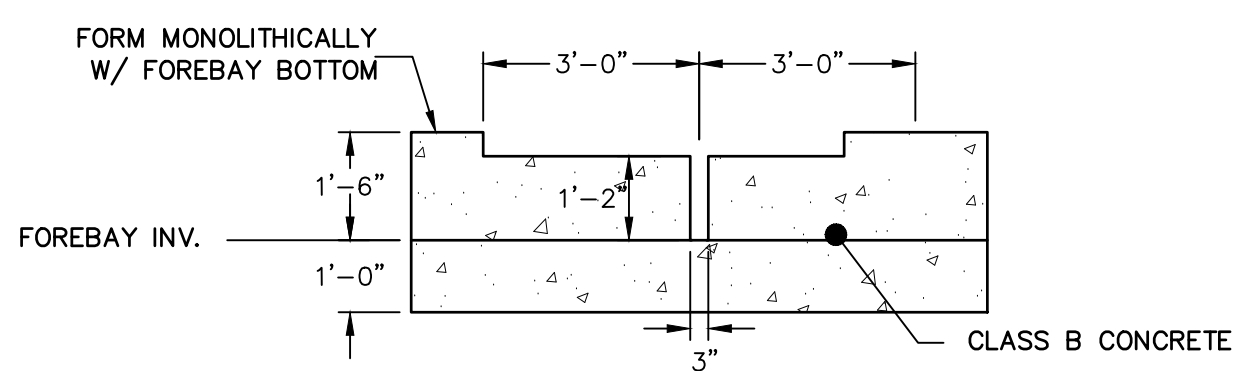 FORM MONOLITHICALLY
W/ FOREBAY BOTTOM
3'-0"
3'-0"
1'-6"
1'-2"
FOREBAY INV.
1'-0"
CLASS B CONCRETE
3"